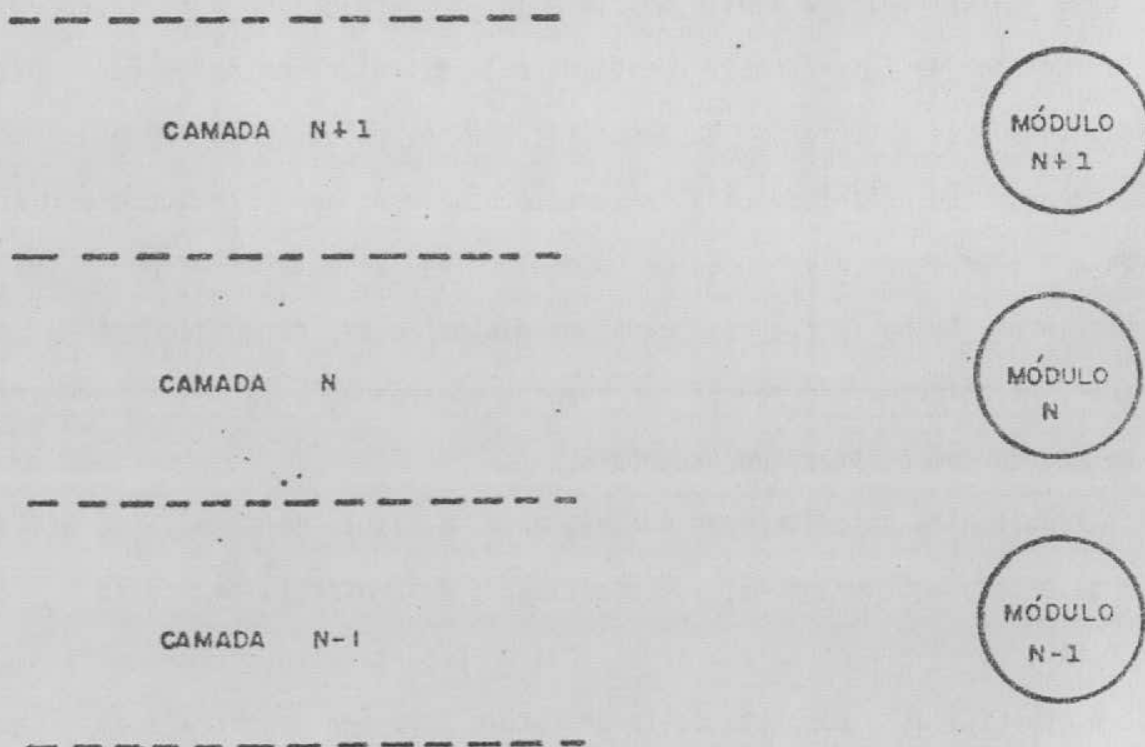 CAMADA N+1
MÓDULO
N+1
CAMADA N
MÓDULO
N
CAMADA N-1
MÓDULO
N-1